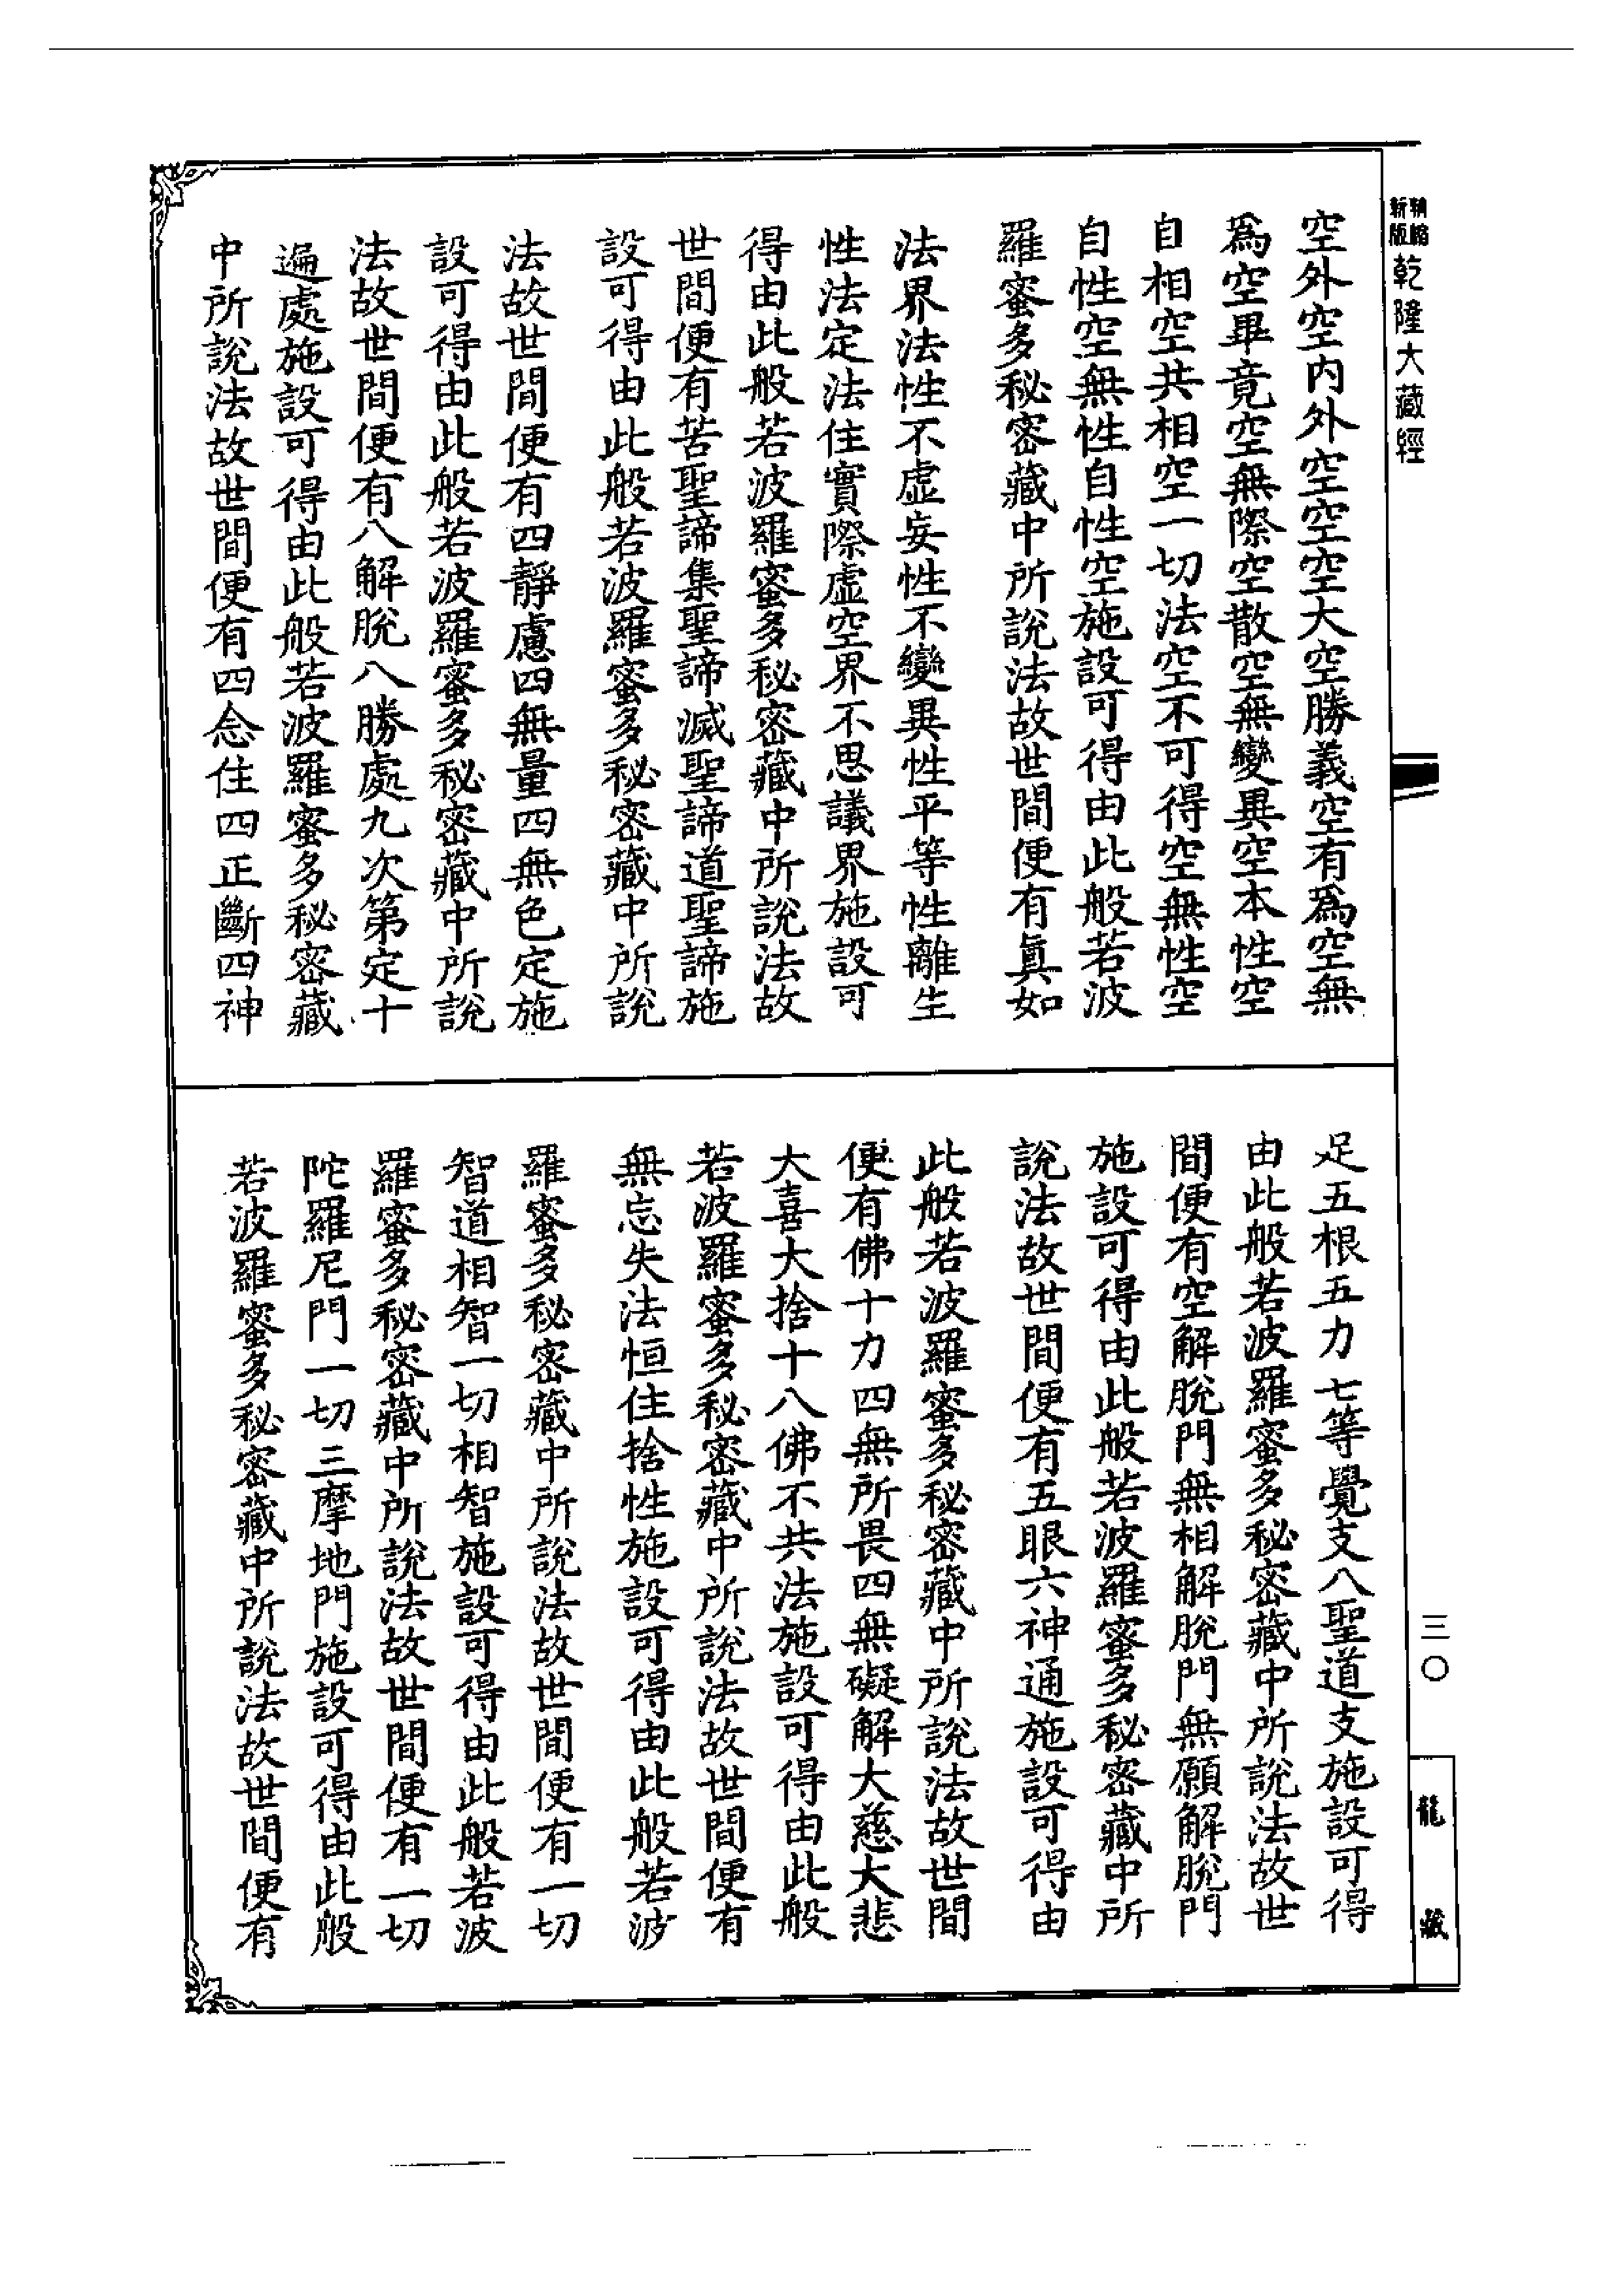 新版精縮乾隆大藏經
空外空內外空空空空大空勝義空有爲空無
爲空畢竟空無際空散空無變異空本性空
自相空共相空一切法空不可得空無性空
自性空無性自性空施設可得由此般若波
羅蜜多秘密藏中所說法故世間便有眞如
法界法性不虛妄性不變異性平等性離生
性法定法住實際虛空界不思議界施設可
得由此般若波羅蜜多秘密藏中所說法故
世間便有苦聖諦集聖諦滅聖諦道聖諦施
設可得由此般若波羅蜜多秘密藏中所說
法故世間便有四靜慮四無量四無色定施
設可得由此般若波羅蜜多秘密藏中所說
法故世間便有八解脫八勝處九次第定十
遍處施設可得由此般若波羅蜜多秘密藏
中所說法故世間便有四念住四正斷四神
足五根五力七等覺支八聖道支施設可得
由此般若波羅蜜多秘密藏中所說法故世
間便有空解脫門無相解脫門無願解脫門
施設可得由此般若波羅蜜多秘密藏中所
說法故世間便有五眼六神通施設可得由
此般若波羅蜜多秘密藏中所說法故世間
便有佛十力四無所畏四無礙解大慈大悲
大喜大捨十八佛不共法施設可得由此般
若波羅蜜多秘密藏中所說法故世間便有
無忘失法恒住捨性施設可得由此般若波
羅蜜多秘密藏中所說法故世間便有一切
智道相智一切相智施設可得由此般若波
羅蜜多秘密藏中所說法故世間便有一切
陀羅尼門一切三摩地門施設可得由此般
若波羅蜜多秘密藏中所說法故世間便有
三〇
龍藏